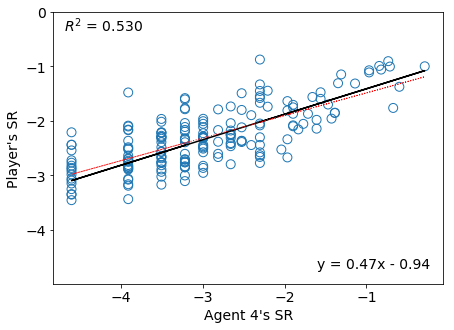 0
R² = 0.530
−1
−2
−3
−4
Player's SR
y = 0.47x - 0.94
−4 −3 −2 −1
Agent 4's SR